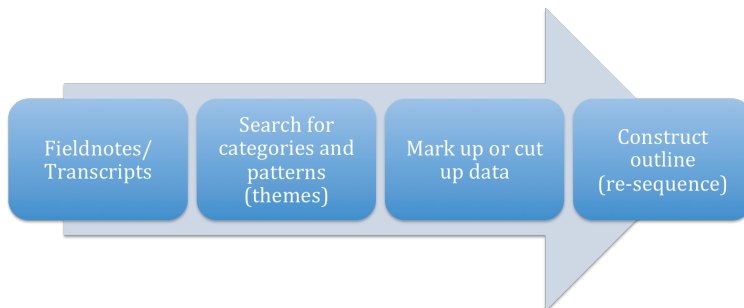 Fieldnotes/
Transcripts
Search for
categories and
patterns
(themes)
Mark up or cut
up data
Construct
outline
(re-sequence)